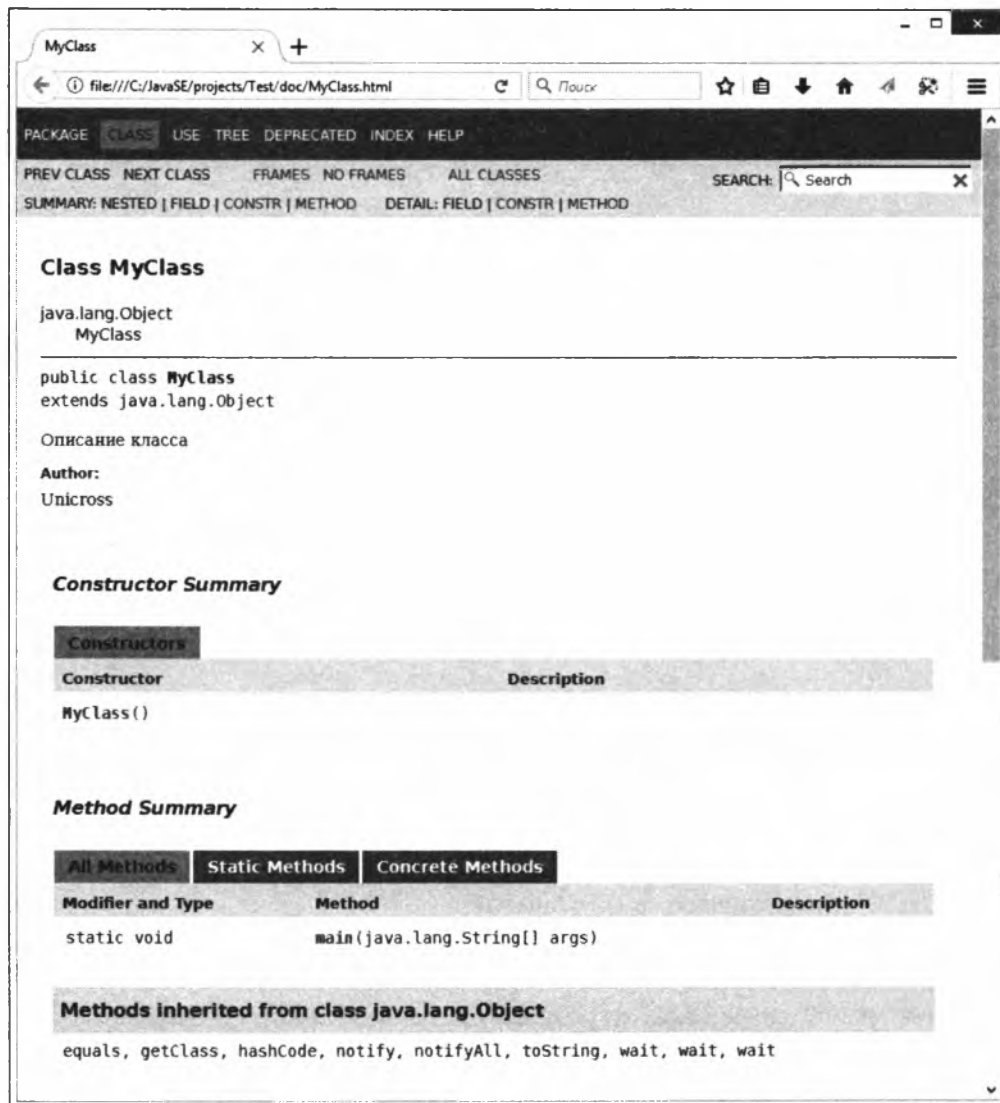 MyClass
file:///C:/JavaSE/projects/Test/doc/MyClass.html
Поиск
PACKAGE CLASS USE TREE DEPRECATED INDEX HELP
PREV CLASS NEXT CLASS FRAMES NO FRAMES ALL CLASSES SEARCH: Search
SUMMARY: NESTED | FIELD | CONSTR | METHOD DETAIL: FIELD | CONSTR | METHOD
Class MyClass
java.lang.Object
MyClass
public class MyClass
extends java.lang.Object
Описание класса
Author:
Unicross
Constructor Summary
Constructors
Constructor Description
MyClass()
Method Summary
All Methods Static Methods Concrete Methods
Modifier and Type Method Description
static void main(java.lang.String[] args)
Methods inherited from class java.lang.Object
equals, getClass, hashCode, notify, notifyAll, toString, wait, wait, wait